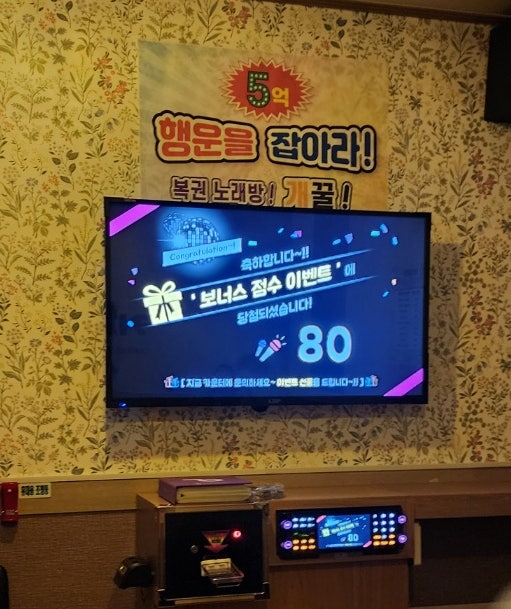 5억
행운을 잡아라!
복권 노래방! 개꿀!
Congratulation~!
축하합니다~!!
' 보너스 점수 이벤트 ' 에
당첨되셨습니다!
80
[ 지금 카운터에 문의하세요~ 이벤트 선물을 드립니다~!! ]
80